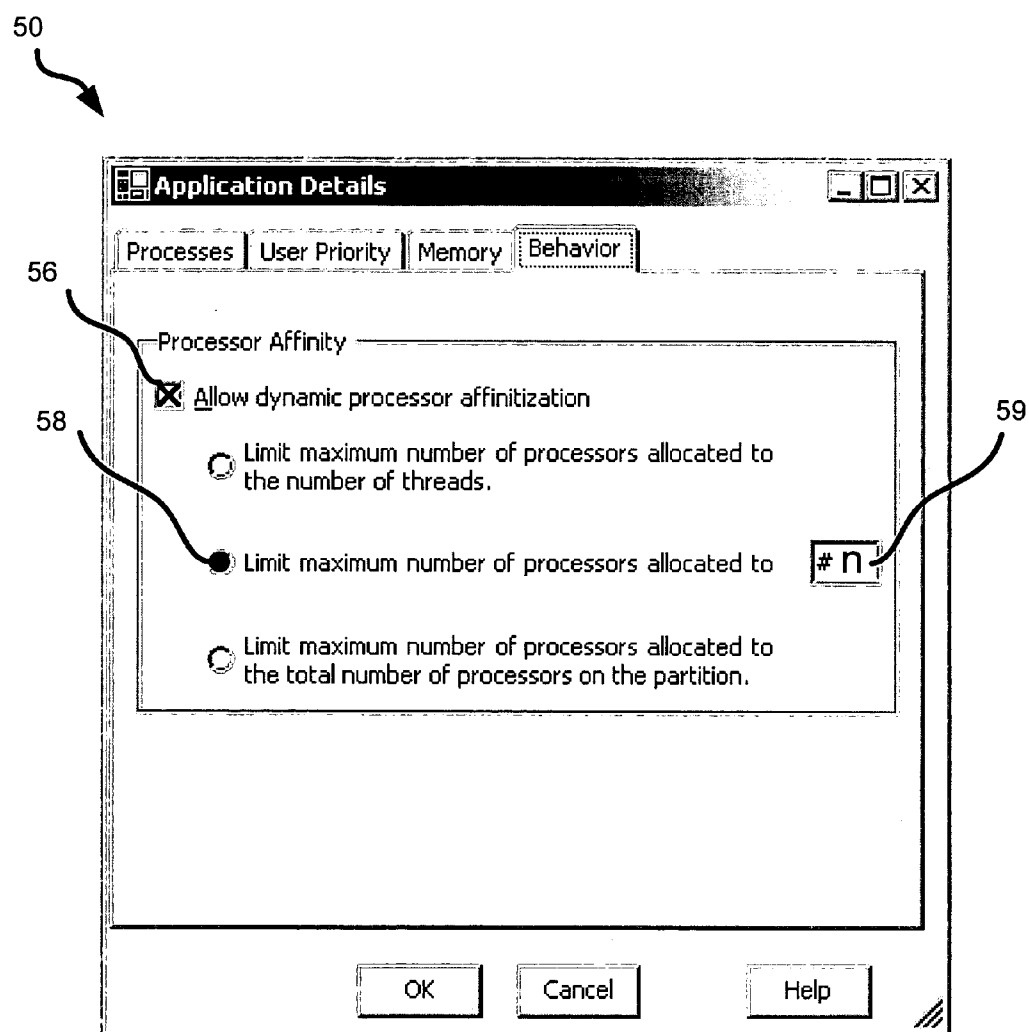 50
Application Details
Processes User Priority Memory Behavior
56
Processor Affinity
Allow dynamic processor affinitization
58
59
Limit maximum number of processors allocated to
the number of threads.
Limit maximum number of processors allocated to # n
Limit maximum number of processors allocated to
the total number of processors on the partition.
OK Cancel Help